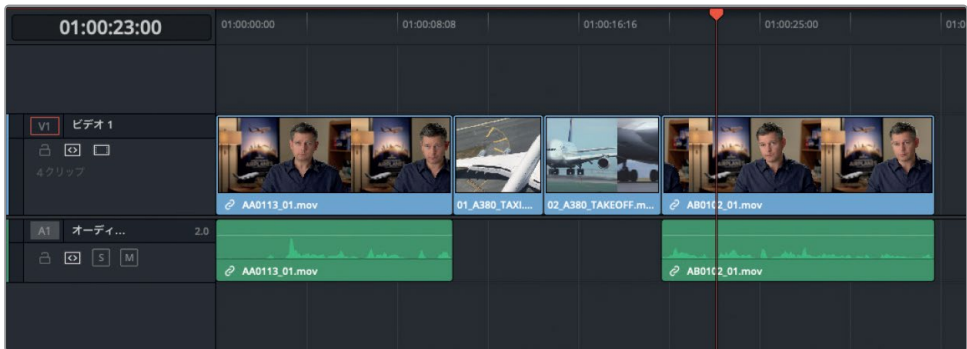 01:00:23:00
01:00:00:00 01:00:08:08 01:00:16:16 01:00:25:00 01:0
V1 ビデオ 1
4 クリップ
AA0113_01.mov 01_A380_TAXI.... 02_A380_TAKEOFF.m... AB0102_01.mov
A1 オーディ... 2.0
S M
AA0113_01.mov AB0102_01.mov